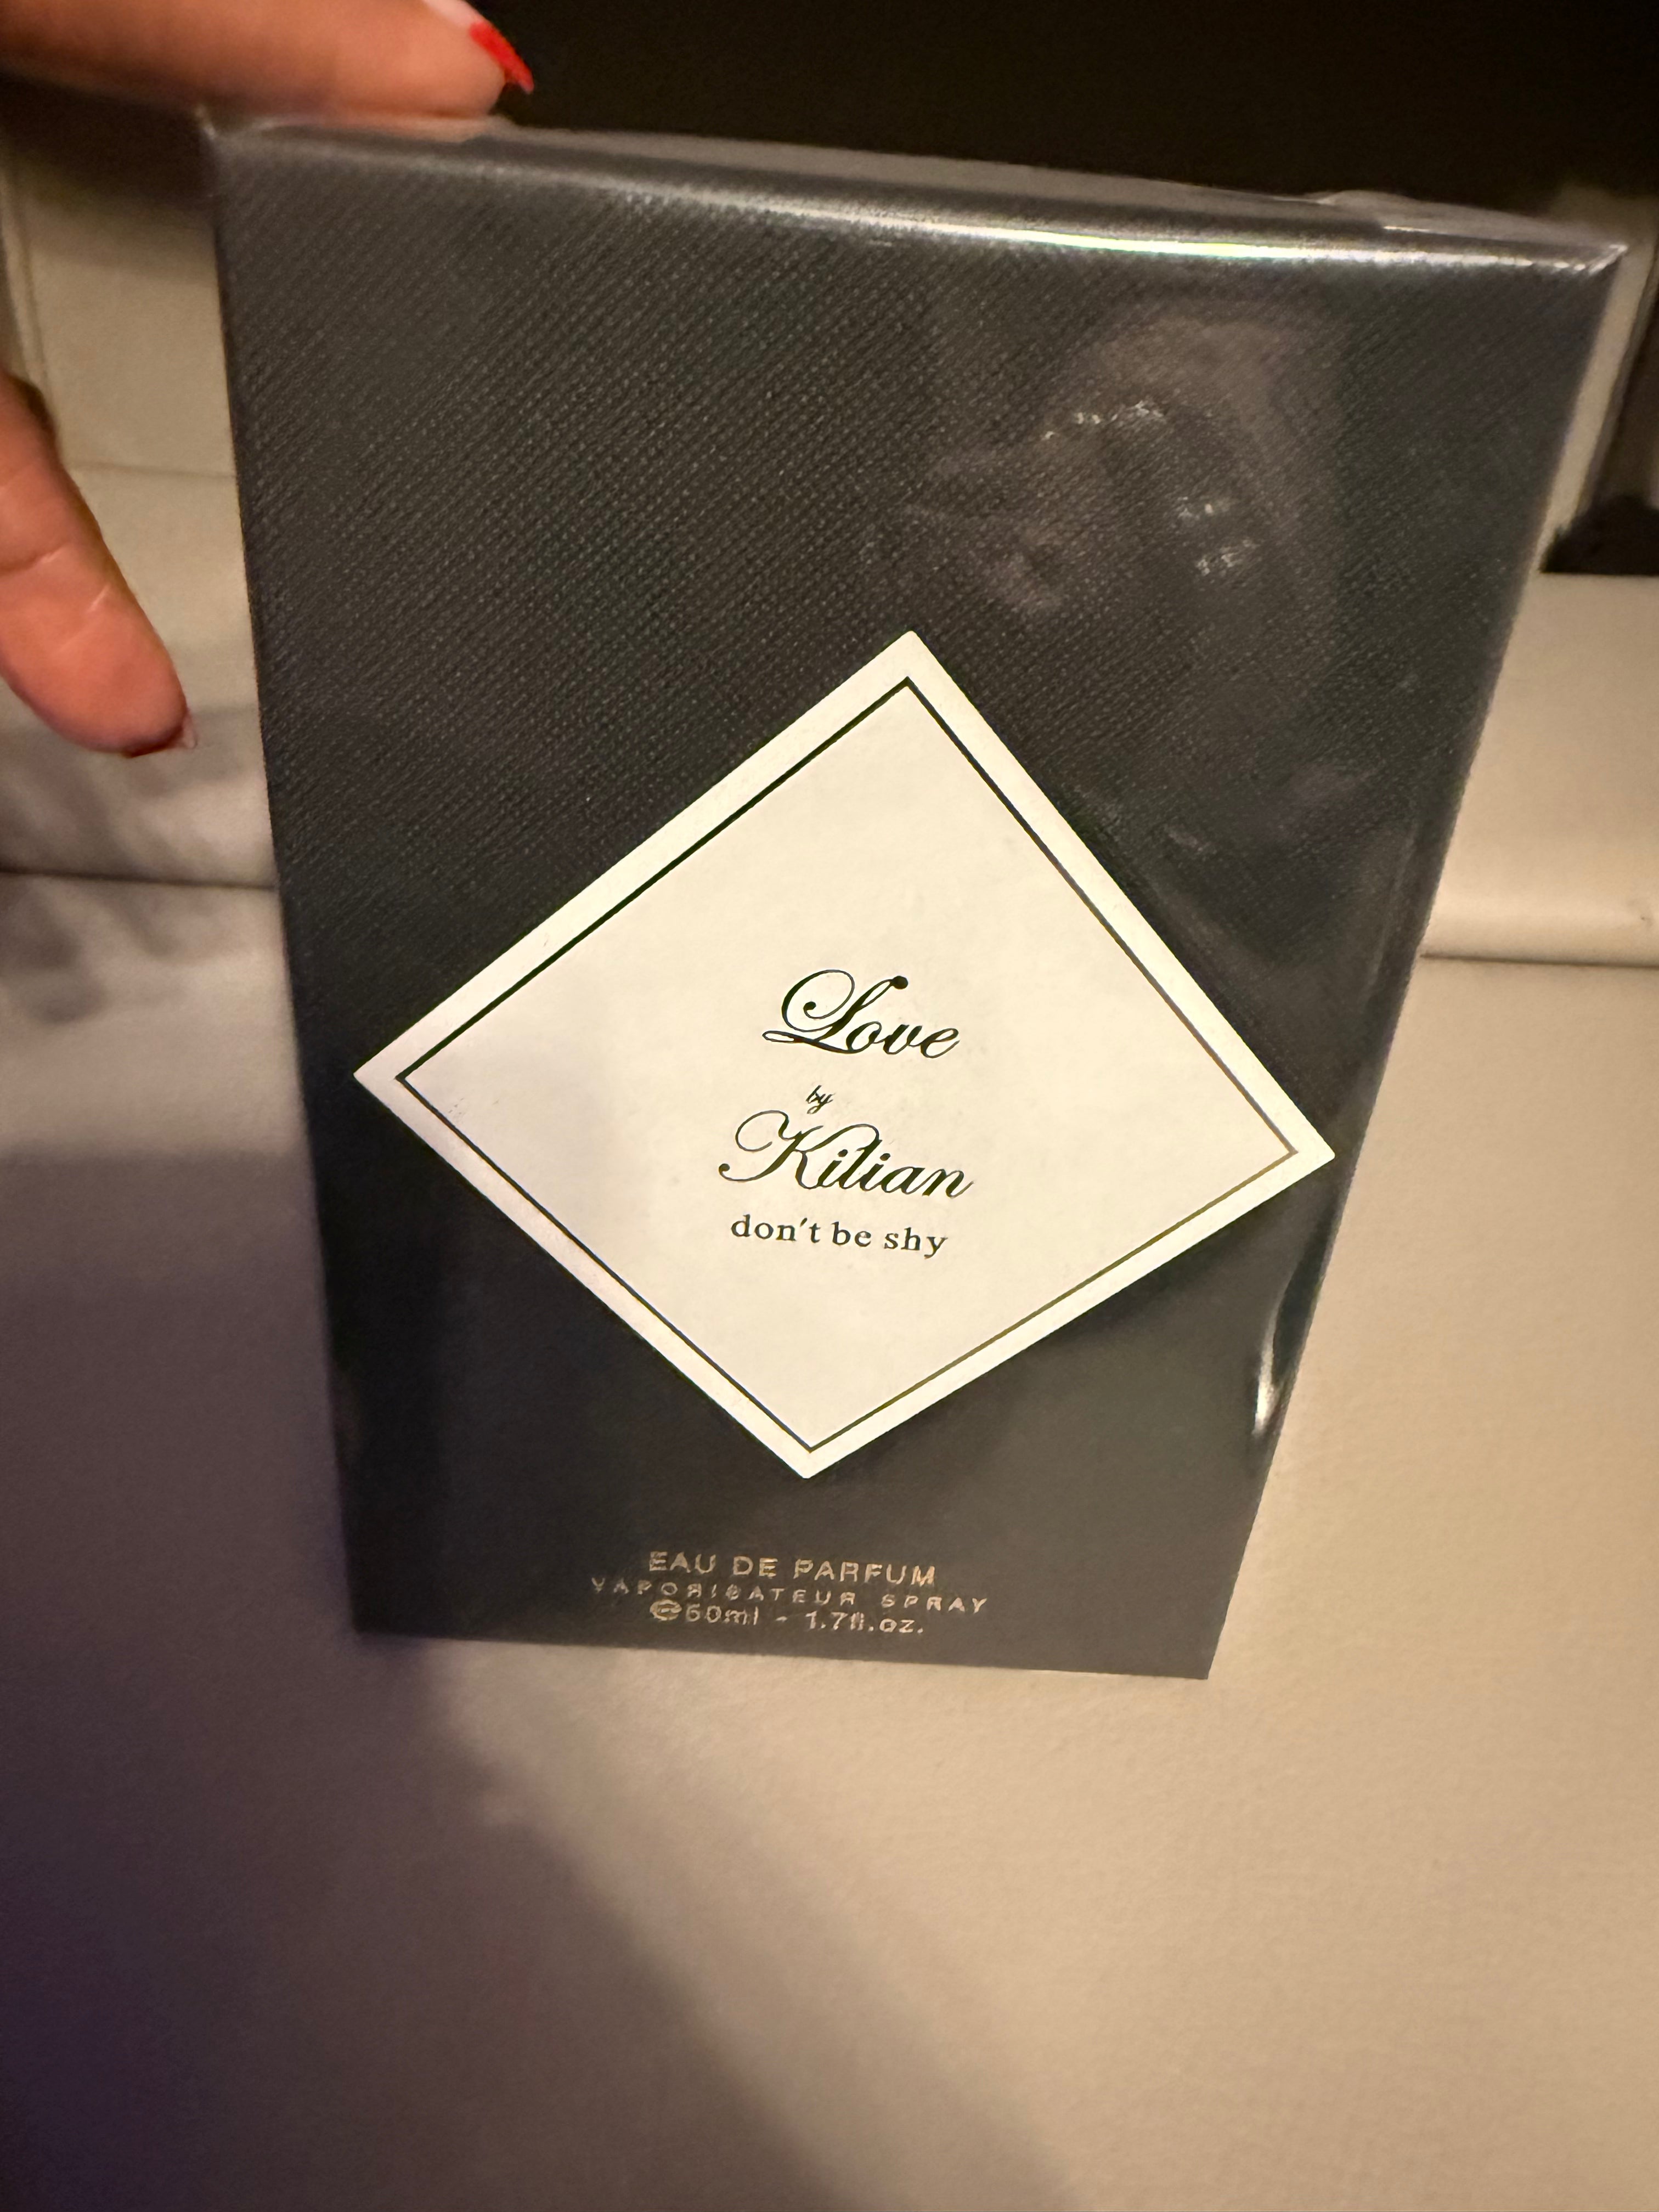 Love
by
Kilian
don't be shy
EAU DE PARFUM
VAPORISATEUR SPRAY
℮50ml - 1.7fl.oz.